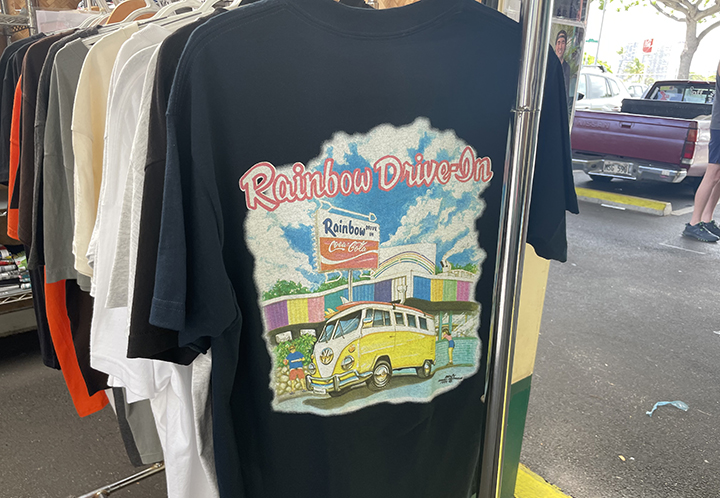 Rainbow Drive-In
Rainbow DRIVE IN
Coca-Cola